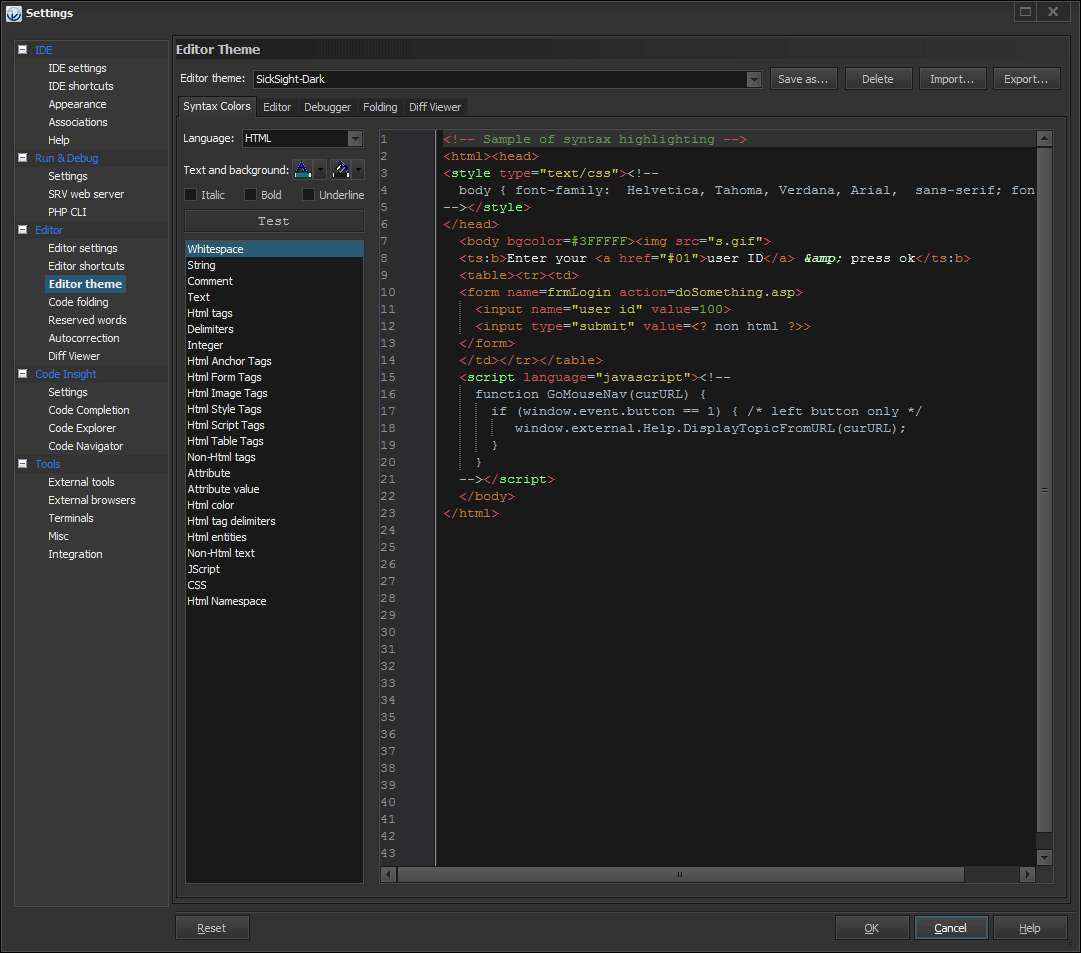 Settings
IDE
IDE settings
IDE shortcuts
Appearance
Associations
Help
Run & Debug
Settings
SRV web server
PHP CLI
Editor
Editor settings
Editor shortcuts
Editor theme
Code folding
Reserved words
Autocorrection
Diff Viewer
Code Insight
Settings
Code Completion
Code Explorer
Code Navigator
Tools
External tools
External browsers
Terminals
Misc
Integration
Editor Theme
Editor theme: SickSight-Dark Save as... Delete Import... Export...
Syntax Colors Editor Debugger Folding Diff Viewer
Language: HTML
Text and background:
Italic Bold Underline
Test
Whitespace
String
Comment
Text
Html tags
Delimiters
Integer
Html Anchor Tags
Html Form Tags
Html Image Tags
Html Style Tags
Html Script Tags
Html Table Tags
Non-Html tags
Attribute
Attribute value
Html color
Html tag delimiters
Html entities
Non-Html text
JScript
CSS
Html Namespace
1 <!-- Sample of syntax highlighting -->
2 <html><head>
3 <style type="text/css"><!--
4 body { font-family: Helvetica, Tahoma, Verdana, Arial, sans-serif; fon
5 --></style>
6 </head>
7 <body bgcolor=#3FFFFF><img src="s.gif">
8 <ts:b>Enter your <a href="#01">user ID</a> &amp; press ok</ts:b>
9 <table><tr><td>
10 <form name=frmLogin action=doSomething.asp>
11 <input name="user id" value=100>
12 <input type="submit" value=<? non html ?>>
13 </form>
14 </td></tr></table>
15 <script language="javascript"><!--
16 function GoMouseNav(curURL) {
17 if (window.event.button == 1) { /* left button only */
18 window.external.Help.DisplayTopicFromURL(curURL);
19 }
20 }
21 --></script>
22 </body>
23 </html>
24
25
26
27
28
29
30
31
32
33
34
35
36
37
38
39
40
41
42
43
Reset OK Cancel Help